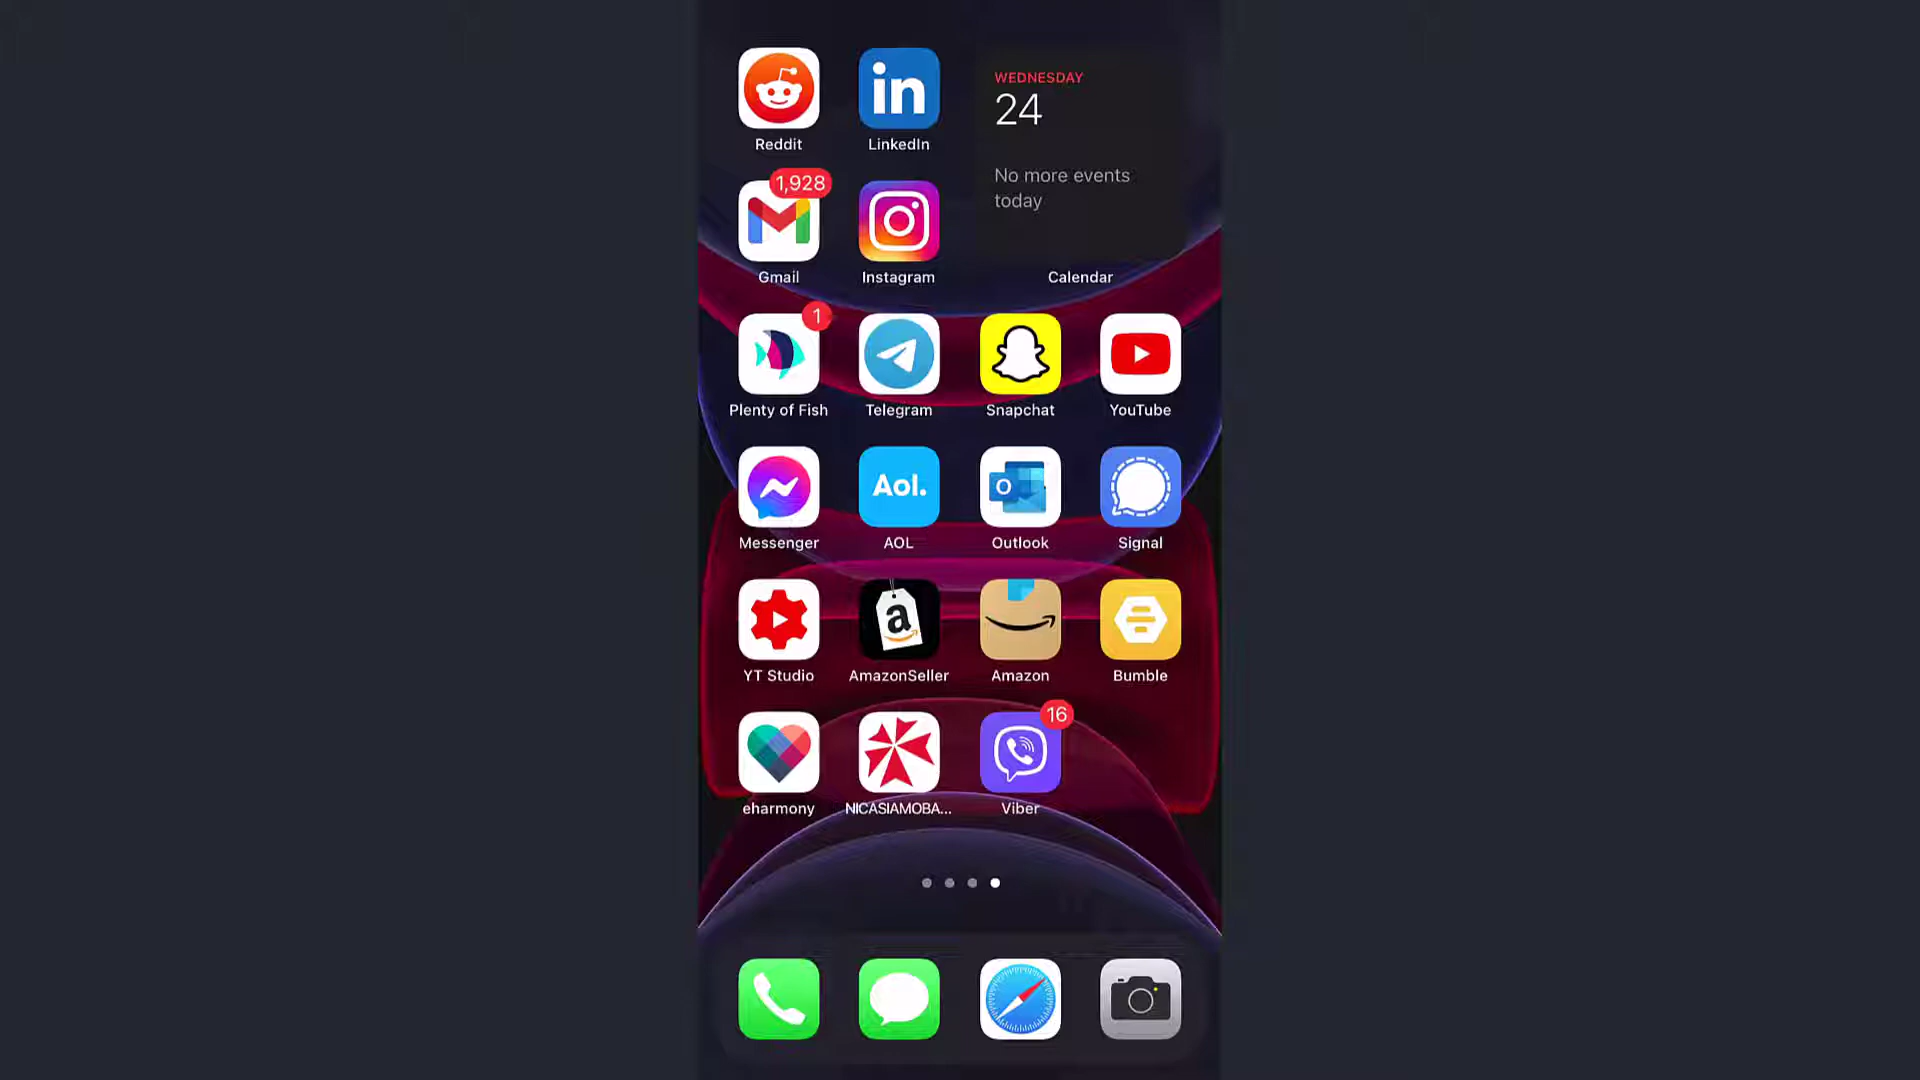 WEDNESDAY
24
No more events
today
Reddit
in
LinkedIn
1,928
Gmail
Instagram
Calendar
1
Plenty of Fish
Telegram
Snapchat
YouTube
Aol.
O
Messenger
AOL
Outlook
Signal
a
YT Studio
AmazonSeller
Amazon
Bumble
16
eharmony
NICASIAMOBA...
Viber